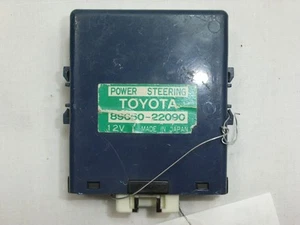 POWER STEERING
TOYOTA
89650-22090
12V MADE IN JAPAN